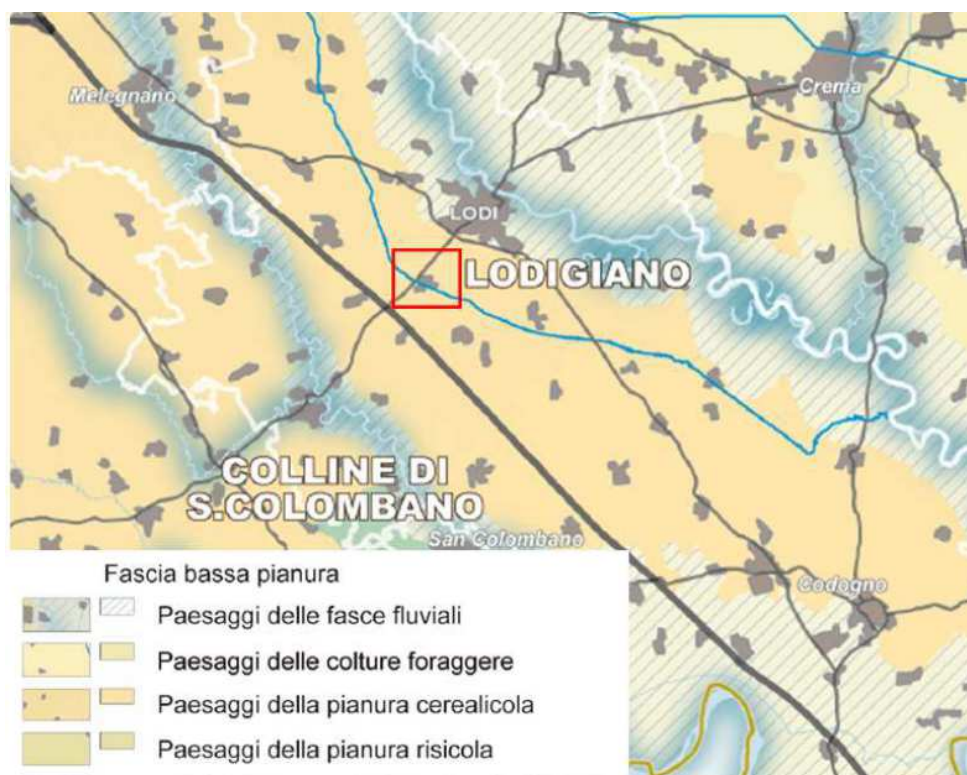 Melegnano
Crema
LODI
LODIGIANO
COLLINE DI
S.COLOMBANO
San Colombano
Codogno
Fascia bassa pianura
Paesaggi delle fasce fluviali
Paesaggi delle colture foraggere
Paesaggi della pianura cerealicola
Paesaggi della pianura risicola